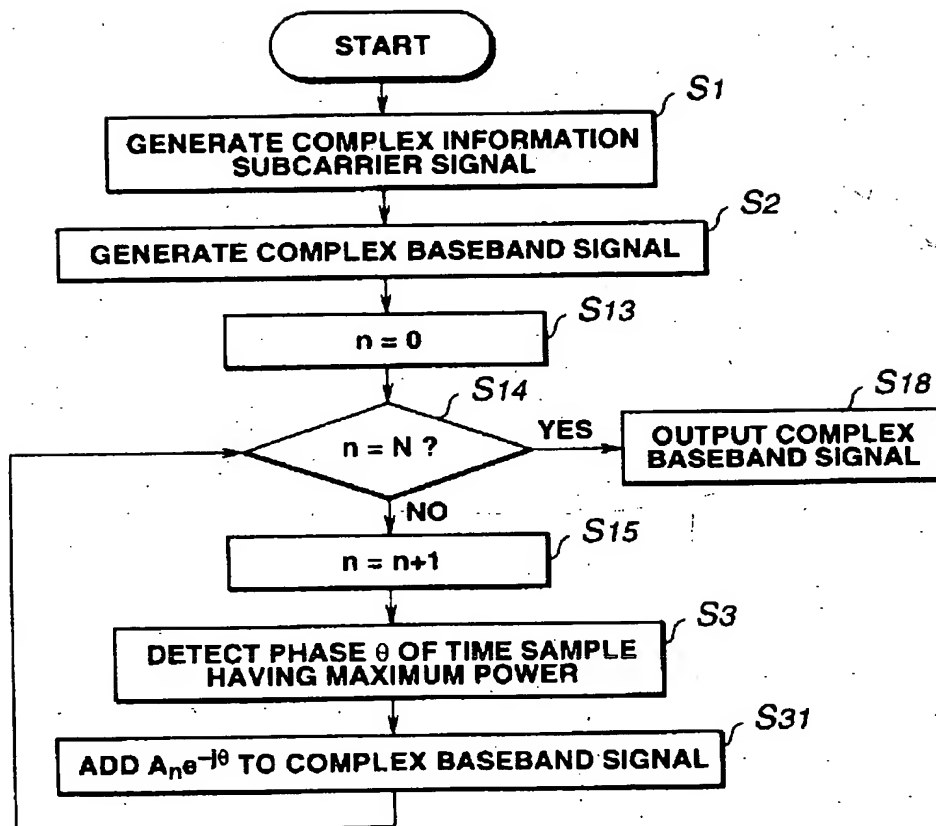 START
S1
GENERATE COMPLEX INFORMATION
SUBCARRIER SIGNAL
S2
GENERATE COMPLEX BASEBAND SIGNAL
S13
n = 0
S14
n = N ?
YES
S18
OUTPUT COMPLEX
BASEBAND SIGNAL
NO
S15
n = n+1
S3
DETECT PHASE θ OF TIME SAMPLE
HAVING MAXIMUM POWER
S31
ADD Aₙe⁻ʲᶿ TO COMPLEX BASEBAND SIGNAL